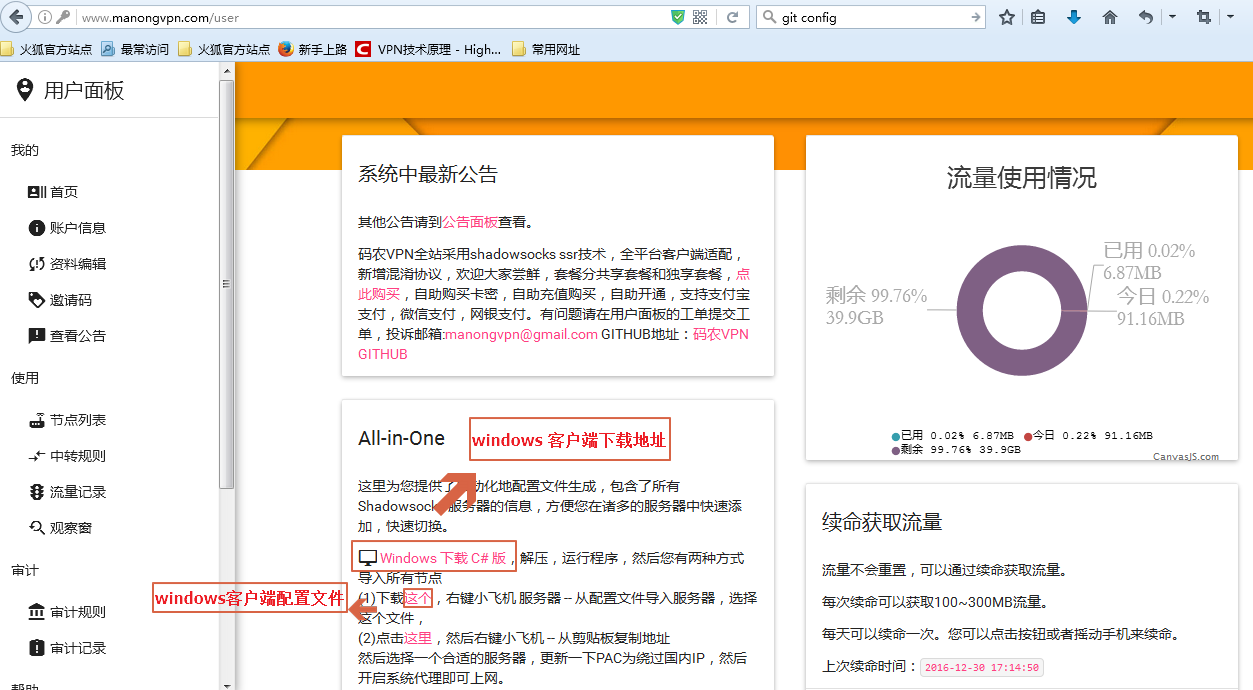 www.manongvpn.com/user
git config
火狐官方站点 最常访问 火狐官方站点 新手上路 VPN技术原理 - High... 常用网址
用户面板
我的
首页
账户信息
资料编辑
邀请码
查看公告
使用
节点列表
中转规则
流量记录
观察窗
审计
审计规则
审计记录
帮助
系统中最新公告
其他公告请到公告面板查看。
码农VPN全站采用shadowsocks ssr技术，全平台客户端适配，
新增混淆协议，欢迎大家尝鲜，套餐分共享套餐和独享套餐，点
此购买，自助购买卡密，自助充值购买，自助开通，支持支付宝
支付，微信支付，网银支付。有问题请在用户面板的工单提交工
单，投诉邮箱:manongvpn@gmail.com GITHUB地址：码农VPN
GITHUB
All-in-One
windows 客户端下载地址
这里为您提供了动化地配置文件生成，包含了所有
Shadowsocks 服务器的信息，方便您在诸多的服务器中快速添
加，快速切换。
Windows 下载 C# 版，解压，运行程序，然后您有两种方式
导入所有节点
(1)下载这个，右键小飞机 服务器 -- 从配置文件导入服务器，选择
这个文件，
(2)点击这里，然后右键小飞机 -- 从剪贴板复制地址
然后选择一个合适的服务器，更新一下PAC为绕过国内IP，然后
开启系统代理即可上网。
windows客户端配置文件
流量使用情况
已用 0.02%
6.87MB
今日 0.22%
91.16MB
剩余 99.76%
39.9GB
已用 0.02% 6.87MB 今日 0.22% 91.16MB
剩余 99.76% 39.9GB
CanvasJS.com
续命获取流量
流量不会重置，可以通过续命获取流量。
每次续命可以获取100~300MB流量。
每天可以续命一次。您可以点击按钮或者摇动手机来续命。
上次续命时间：2016-12-30 17:14:50